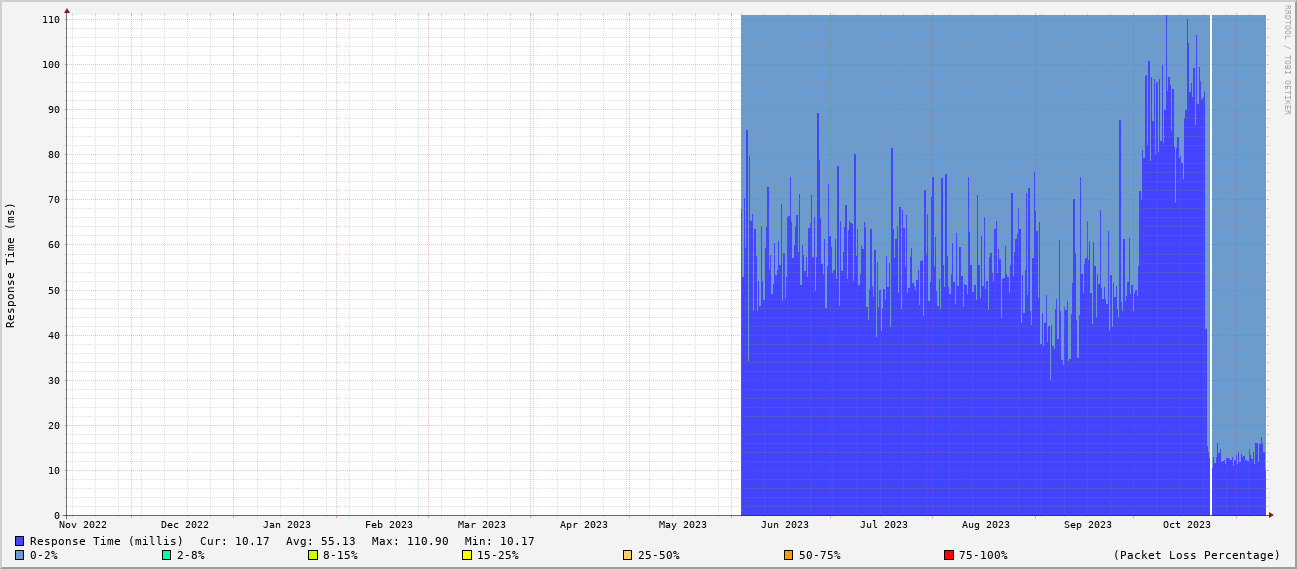 RRDTOOL / TOBI OETIKER
Response Time (ms)
110
100
90
80
70
60
50
40
30
20
10
0
Nov 2022 Dec 2022 Jan 2023 Feb 2023 Mar 2023 Apr 2023 May 2023 Jun 2023 Jul 2023 Aug 2023 Sep 2023 Oct 2023
Response Time (millis) Cur: 10.17 Avg: 55.13 Max: 110.90 Min: 10.17
0-2% 2-8% 8-15% 15-25% 25-50% 50-75% 75-100% (Packet Loss Percentage)